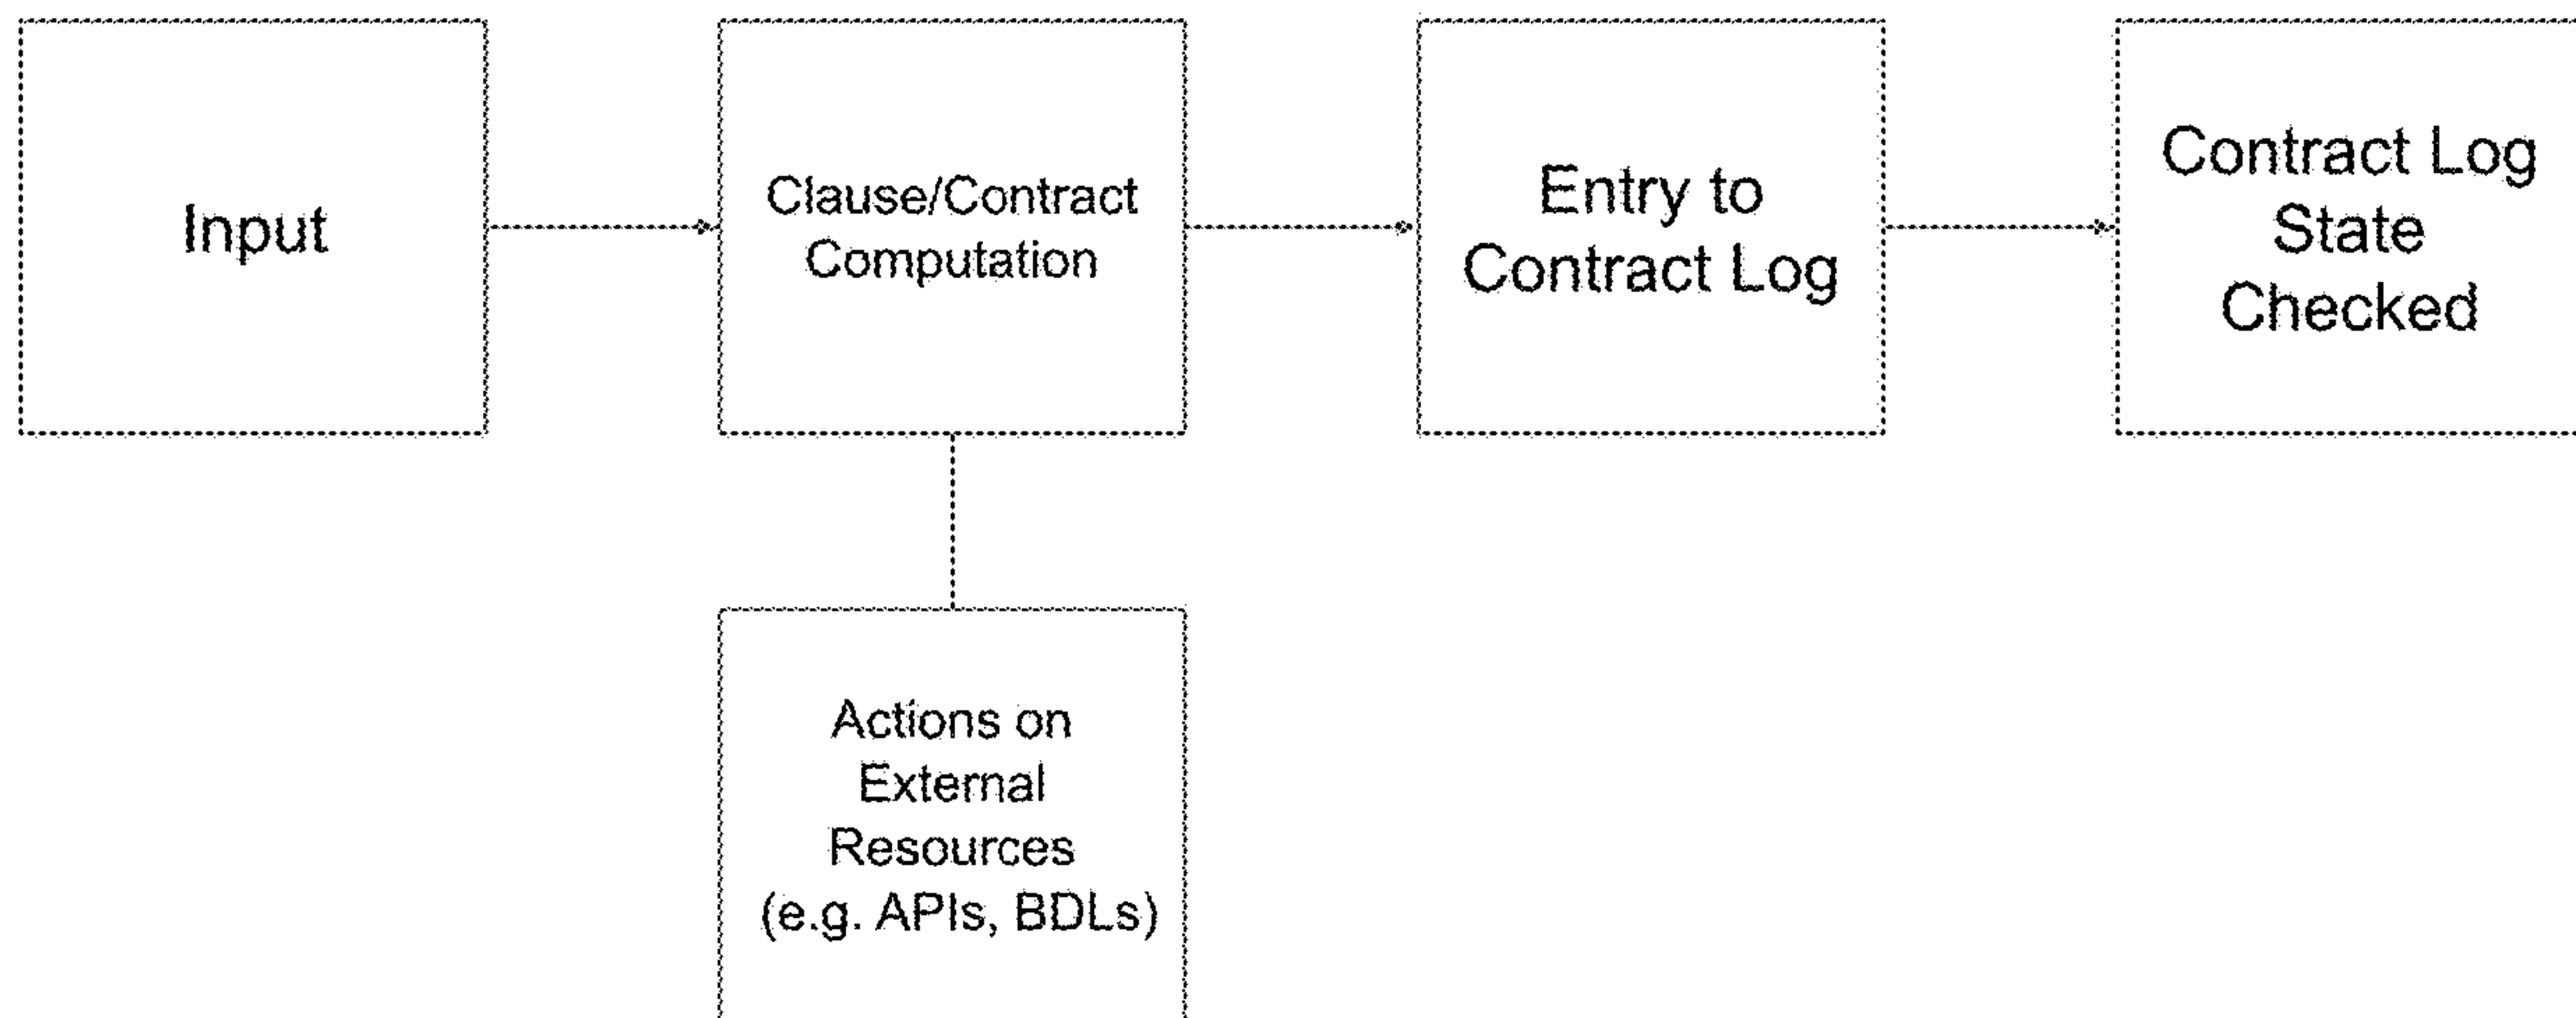 Input
Clause/Contract
Computation
Entry to
Contract Log
Contract Log
State
Checked
Actions on
External
Resources
(e.g. APIs, BDLs)